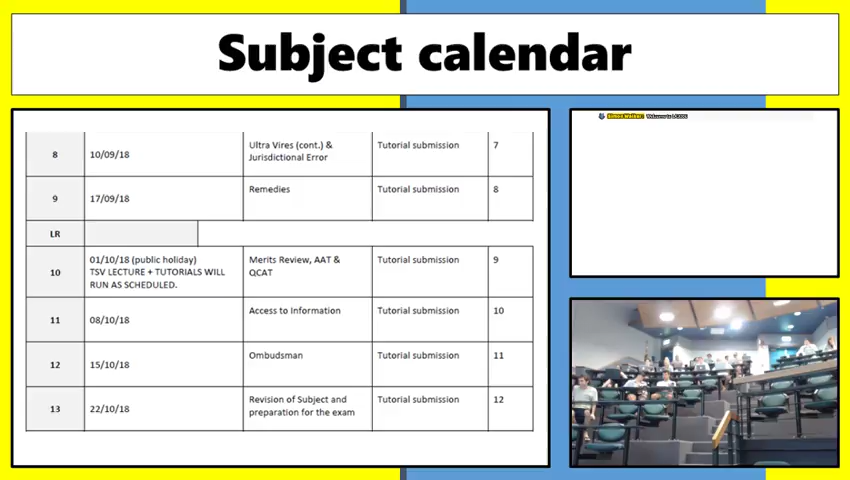 Subject calendar
8
10/09/18
Ultra Vires (cont.) &
Jurisdictional Error
Tutorial submission
7
9
17/09/18
Remedies
Tutorial submission
8
LR
10
01/10/18 (public holiday)
TSV LECTURE + TUTORIALS WILL
RUN AS SCHEDULED.
Merits Review, AAT &
QCAT
Tutorial submission
9
11
08/10/18
Access to Information
Tutorial submission
10
12
15/10/18
Ombudsman
Tutorial submission
11
13
22/10/18
Revision of Subject and
preparation for the exam
Tutorial submission
12
Welcome to